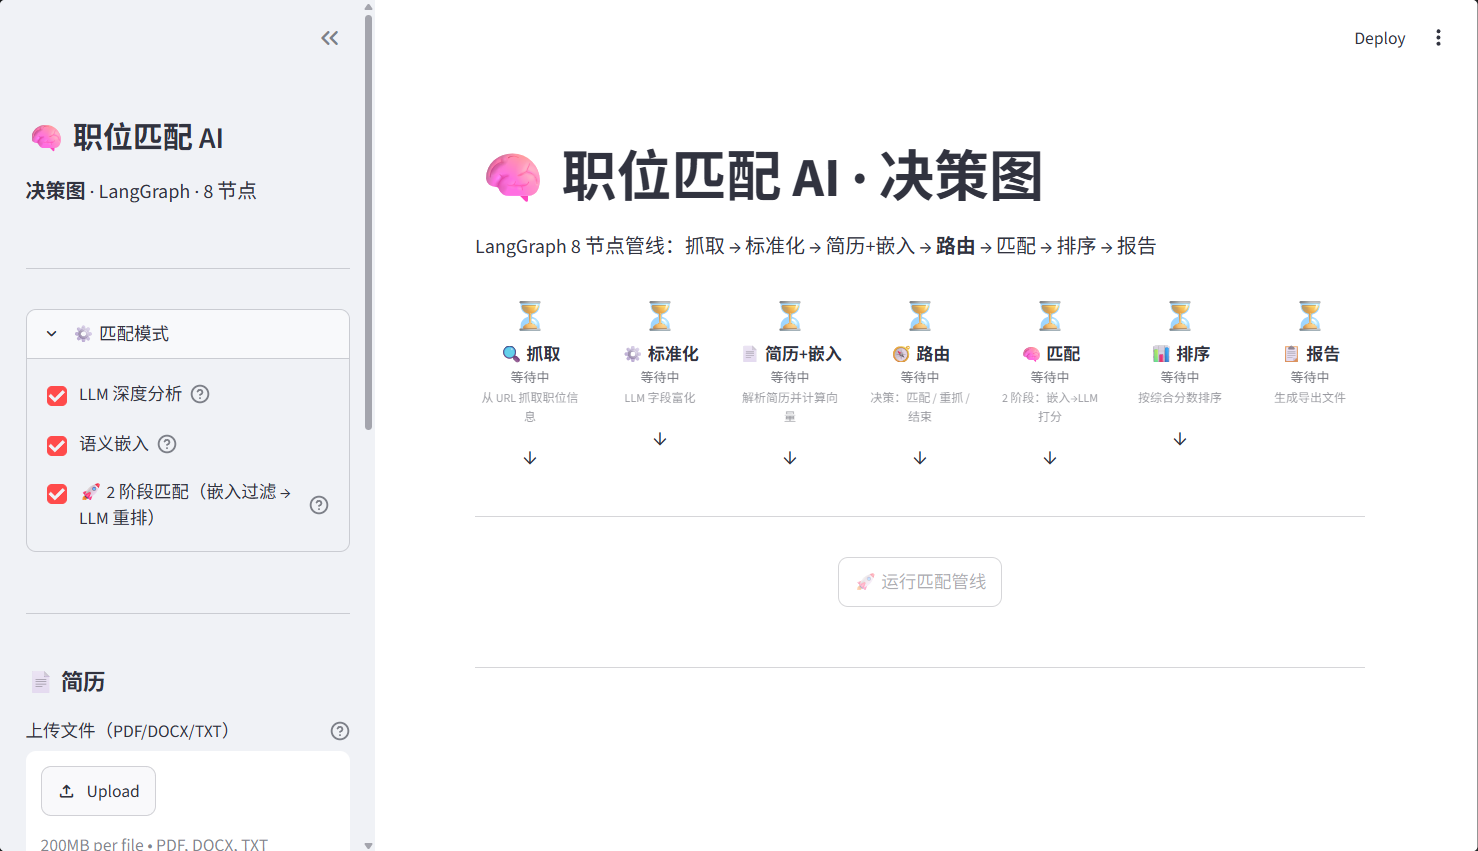 职位匹配 AI
决策图 · LangGraph · 8 节点
匹配模式
LLM 深度分析
语义嵌入
2 阶段匹配（嵌入过滤 →
LLM 重排）
简历
上传文件（PDF/DOCX/TXT）
Upload
200MB per file • PDF, DOCX, TXT
Deploy
职位匹配 AI · 决策图
LangGraph 8 节点管线：抓取 → 标准化 → 简历+嵌入 → 路由 → 匹配 → 排序 → 报告
抓取
等待中
从 URL 抓取职位信
息
↓
标准化
等待中
LLM 字段富化
↓
简历+嵌入
等待中
解析简历并计算向
量
↓
路由
等待中
决策：匹配 / 重抓 /
结束
↓
匹配
等待中
2 阶段：嵌入→LLM
打分
↓
排序
等待中
按综合分数排序
↓
报告
等待中
生成导出文件
运行匹配管线